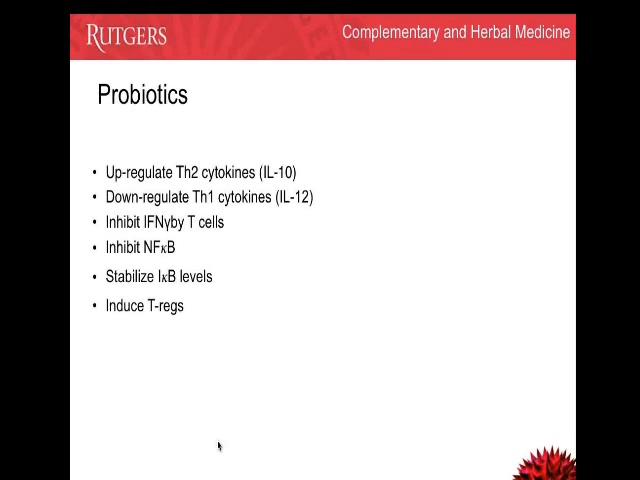 RUTGERS
Complementary and Herbal Medicine
Probiotics
• Up-regulate Th2 cytokines (IL-10)
• Down-regulate Th1 cytokines (IL-12)
• Inhibit IFNγby T cells
• Inhibit NFκB
• Stabilize IκB levels
• Induce T-regs